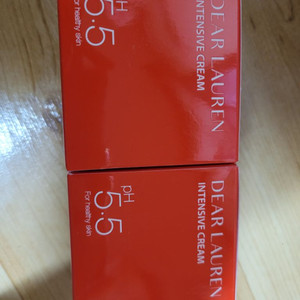 DEAR LAUREN
INTENSIVE CREAM
pH
5.5
For healthy skin
DEAR LAUREN
INTENSIVE CREAM
pH
5.5
For healthy skin